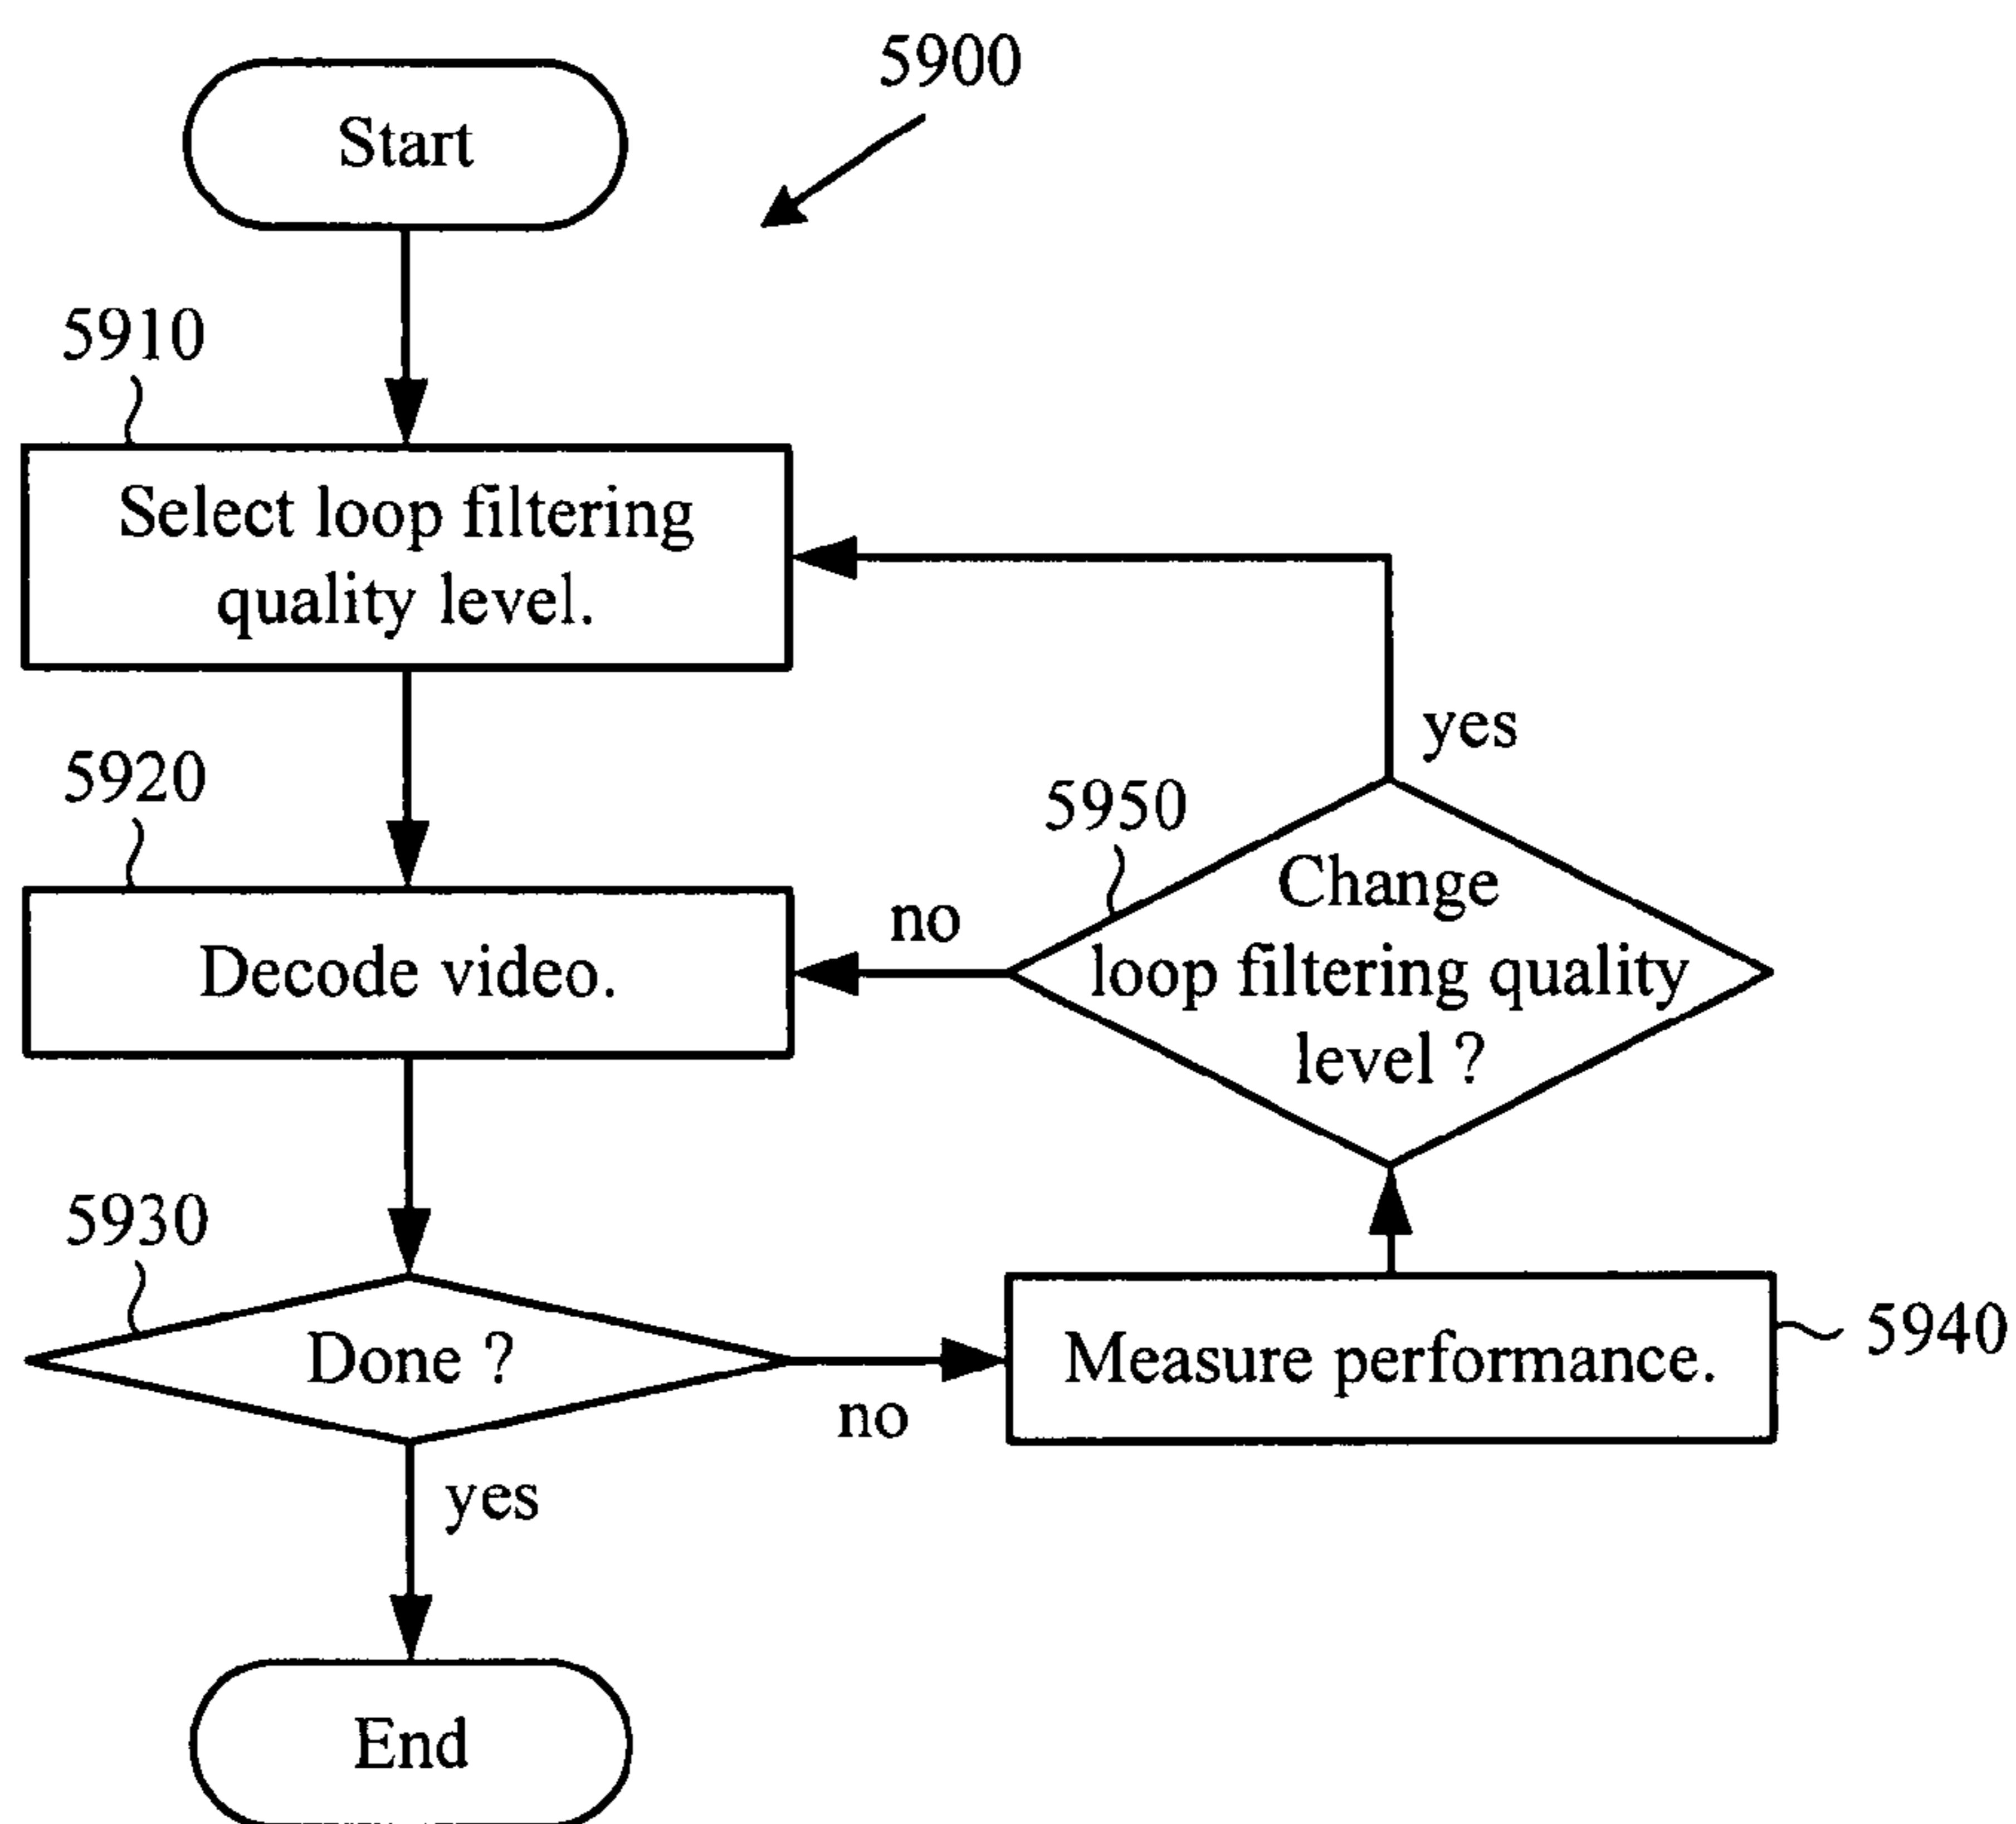 5900
Start
5910
Select loop filtering
quality level.
yes
5920
5950
Change
loop filtering quality
level ?
no
Decode video.
5930
Done ?
no
Measure performance.
5940
yes
End